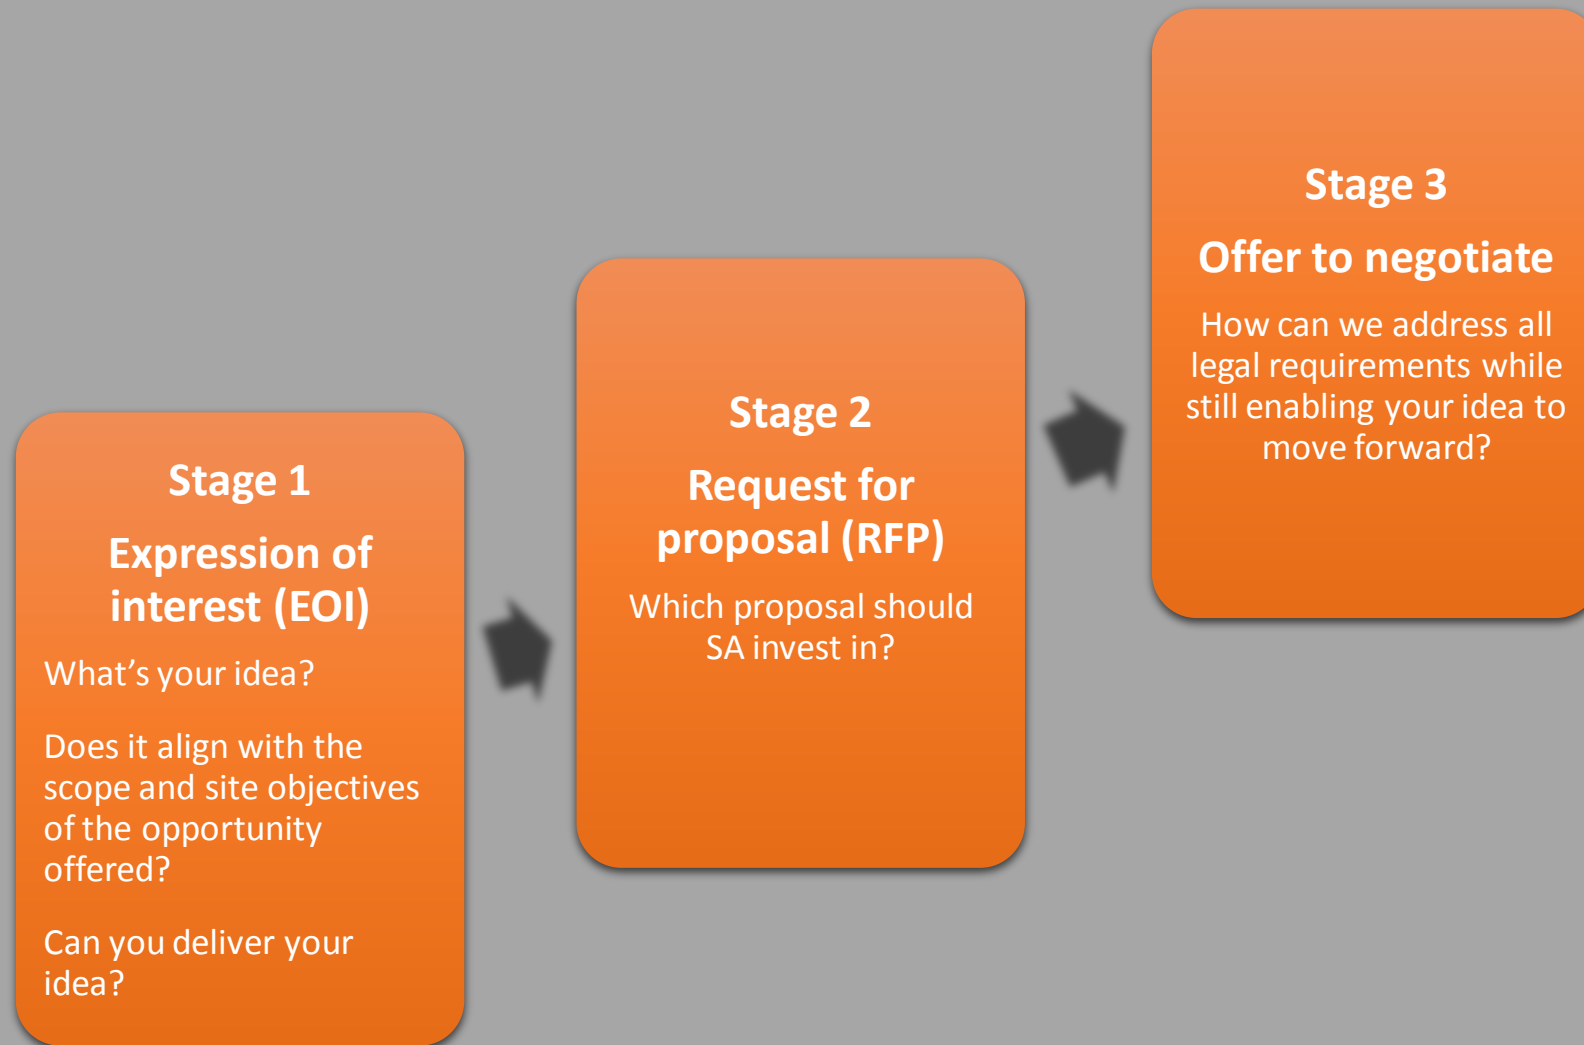 Stage 1
Expression of
interest (EOI)
What’s your idea?
Does it align with the
scope and site objectives
of the opportunity
offered?
Can you deliver your
idea?
Stage 2
Request for
proposal (RFP)
Which proposal should
SA invest in?
Stage 3
Offer to negotiate
How can we address all
legal requirements while
still enabling your idea to
move forward?